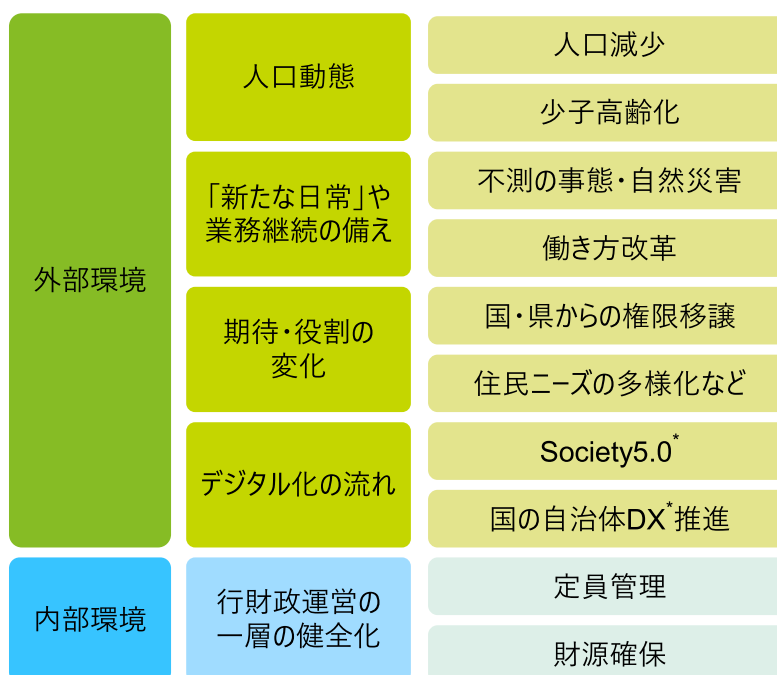 外部環境
人口動態
人口減少
少子高齢化
「新たな日常」や
業務継続の備え
不測の事態・自然災害
働き方改革
期待・役割の
変化
国・県からの権限移譲
住民ニーズの多様化など
デジタル化の流れ
Society5.0*
国の自治体DX*推進
内部環境
行財政運営の
一層の健全化
定員管理
財源確保